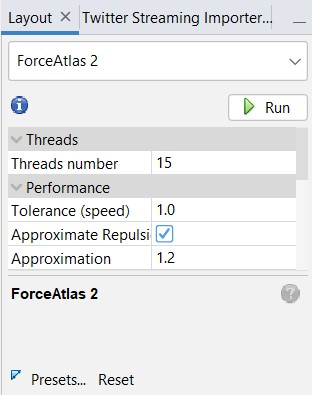 Layout Twitter Streaming Importer...
ForceAtlas 2
Run
Threads
Threads number 15
Performance
Tolerance (speed) 1.0
Approximate Repulsi
Approximation 1.2
ForceAtlas 2
Presets... Reset